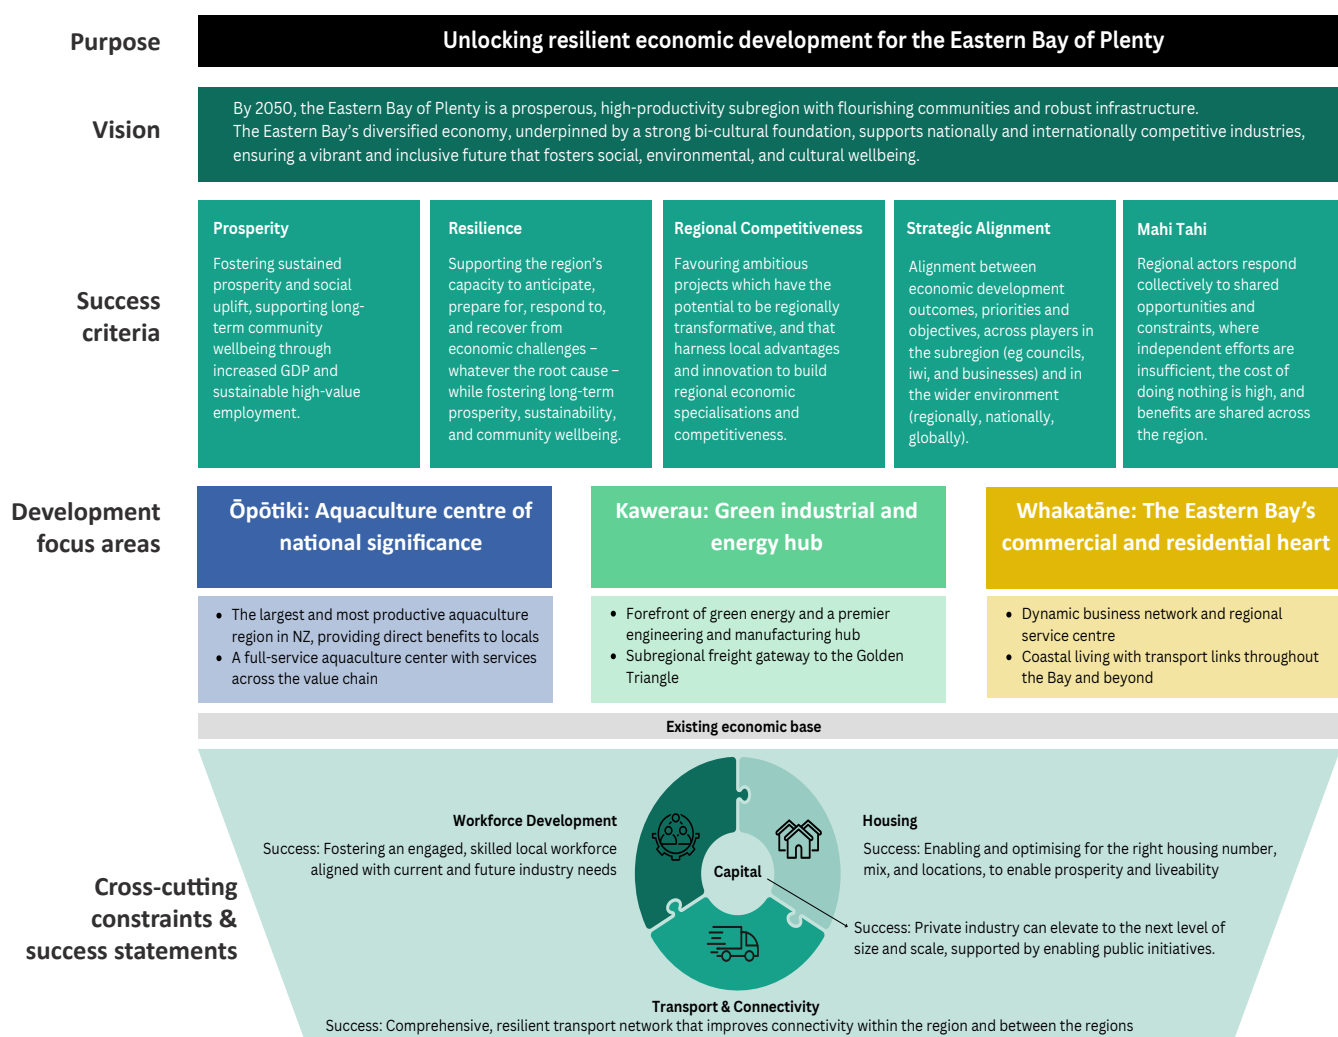 Purpose
Unlocking resilient economic development for the Eastern Bay of Plenty
Vision
By 2050, the Eastern Bay of Plenty is a prosperous, high-productivity subregion with flourishing communities and robust infrastructure.
The Eastern Bay's diversified economy, underpinned by a strong bi-cultural foundation, supports nationally and internationally competitive industries,
ensuring a vibrant and inclusive future that fosters social, environmental, and cultural wellbeing.
Success
criteria
Prosperity
Fostering sustained
prosperity and social
uplift, supporting long-
term community
wellbeing through
increased GDP and
sustainable high-value
employment.
Resilience
Supporting the region's
capacity to anticipate,
prepare for, respond to,
and recover from
economic challenges –
whatever the root cause –
while fostering long-term
prosperity, sustainability,
and community wellbeing.
Regional Competitiveness
Favouring ambitious
projects which have the
potential to be regionally
transformative, and that
harness local advantages
and innovation to build
regional economic
specialisations and
competitiveness.
Strategic Alignment
Alignment between
economic development
outcomes, priorities and
objectives, across players in
the subregion (eg councils,
iwi, and businesses) and in
the wider environment
(regionally, nationally,
globally).
Mahi Tahi
Regional actors respond
collectively to shared
opportunities and
constraints, where
independent efforts are
insufficient, the cost of
doing nothing is high, and
benefits are shared across
the region.
Development
focus areas
Ōpōtiki: Aquaculture centre of
national significance
• The largest and most productive aquaculture
region in NZ, providing direct benefits to locals
• A full-service aquaculture center with services
across the value chain
Kawerau: Green industrial and
energy hub
• Forefront of green energy and a premier
engineering and manufacturing hub
• Subregional freight gateway to the Golden
Triangle
Whakatāne: The Eastern Bay's
commercial and residential heart
• Dynamic business network and regional
service centre
• Coastal living with transport links throughout
the Bay and beyond
Existing economic base
Cross-cutting
constraints &
success statements
Workforce Development
Success: Fostering an engaged, skilled local workforce
aligned with current and future industry needs
Housing
Success: Enabling and optimising for the right housing number,
mix, and locations, to enable prosperity and liveability
Capital
Success: Private industry can elevate to the next level of
size and scale, supported by enabling public initiatives.
Transport & Connectivity
Success: Comprehensive, resilient transport network that improves connectivity within the region and between the regions